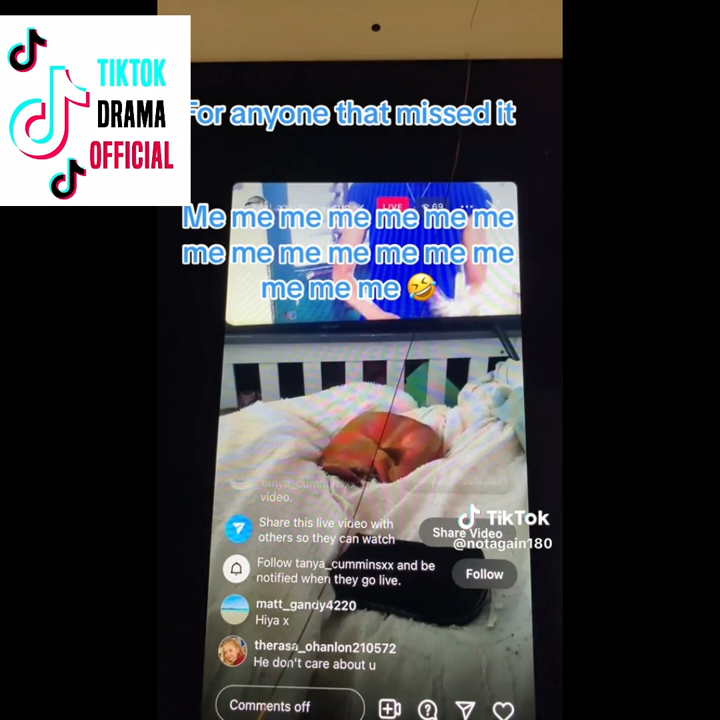 TIKTOK
DRAMA
OFFICIAL
For anyone that missed it
LIVE
69
Me me me me me me me
me me me me me me me
me me me 🤣
tanya_cumminsxx
video.
Share this live video with
others so they can watch
Share Video
TikTok
@notagain180
Follow tanya_cumminsxx and be
notified when they go live.
Follow
matt_gandy4220
Hiya x
therasa_ohanlon210572
He don't care about u
Comments off